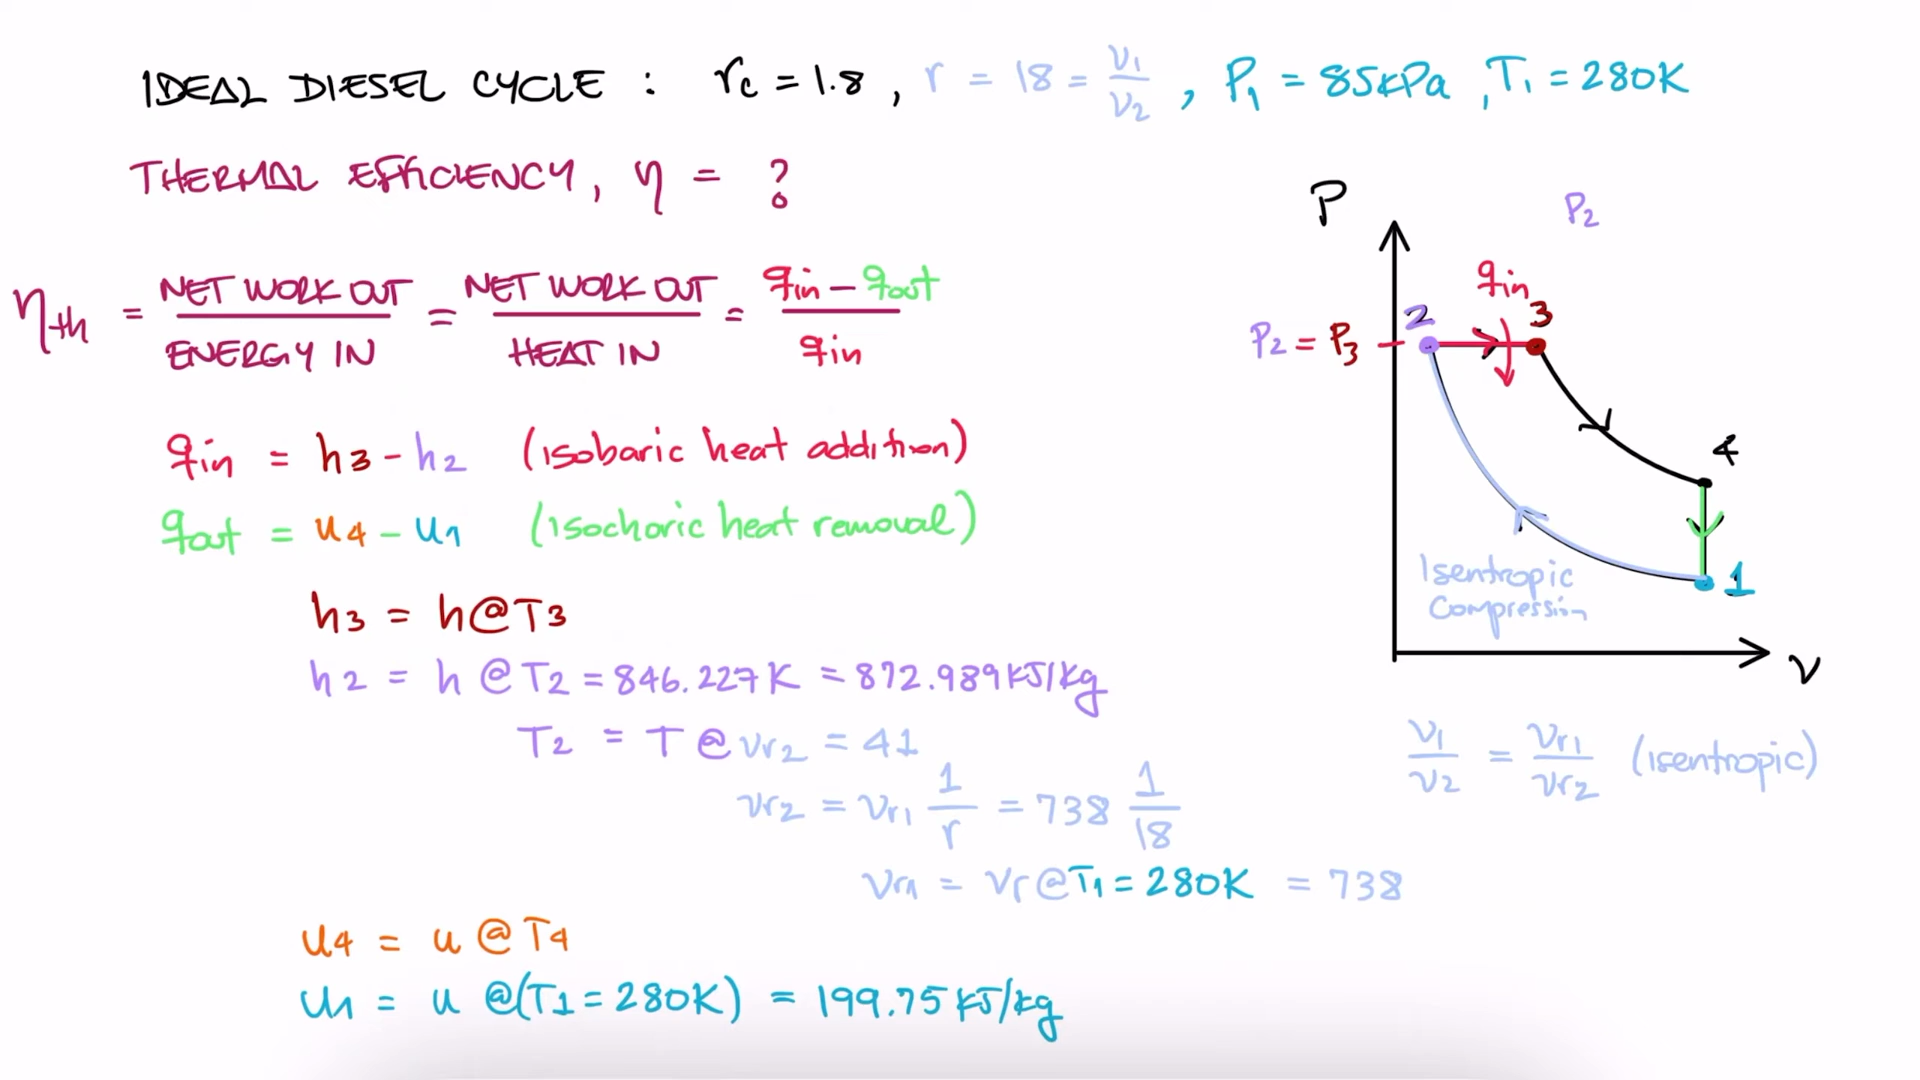 IDEAL DIESEL CYCLE : rc = 1.8 , r = 18 = v1/v2 , P1 = 85kPa , T1 = 280K
THERMAL EFFICIENCY, η = ?
ηth = NET WORK OUT / ENERGY IN = NET WORK OUT / HEAT IN = qin − qout / qin
qin = h3 - h2 (isobaric heat addition)
qout = u4 - u1 (isochoric heat removal)
h3 = h@T3
h2 = h @ T2 = 846.227K = 872.989 kJ/kg
T2 = T @ vr2 = 41
vr2 = vr1 1/r = 738 1/18
vr1 = vr@T1 = 280K = 738
u4 = u @ T4
u1 = u @(T1 = 280K) = 199.75 kJ/kg
P
P2
qin
2
3
P2 = P3
4
1
Isentropic
Compression
v
v1/v2 = vr1/vr2 (isentropic)